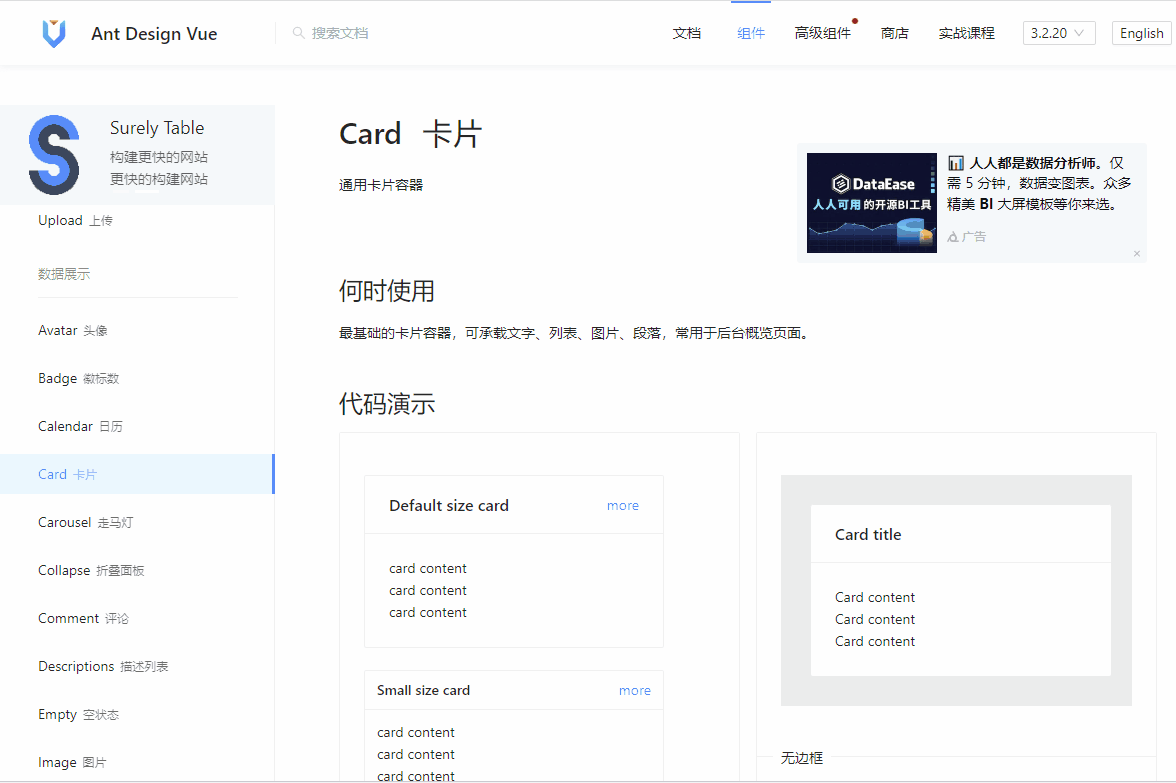 Ant Design Vue
搜索文档
文档
组件
高级组件
商店
实战课程
3.2.20
English
Surely Table
构建更快的网站
更快的构建网站
Upload 上传
数据展示
Avatar 头像
Badge 徽标数
Calendar 日历
Card 卡片
Carousel 走马灯
Collapse 折叠面板
Comment 评论
Descriptions 描述列表
Empty 空状态
Image 图片
Card 卡片
通用卡片容器
DataEase
人人可用的开源BI工具
人人都是数据分析师。仅
需 5 分钟，数据变图表。众多
精美 BI 大屏模板等你来选。
广告
何时使用
最基础的卡片容器，可承载文字、列表、图片、段落，常用于后台概览页面。
代码演示
Default size card
more
card content
card content
card content
Small size card
more
card content
card content
card content
Card title
Card content
Card content
Card content
无边框